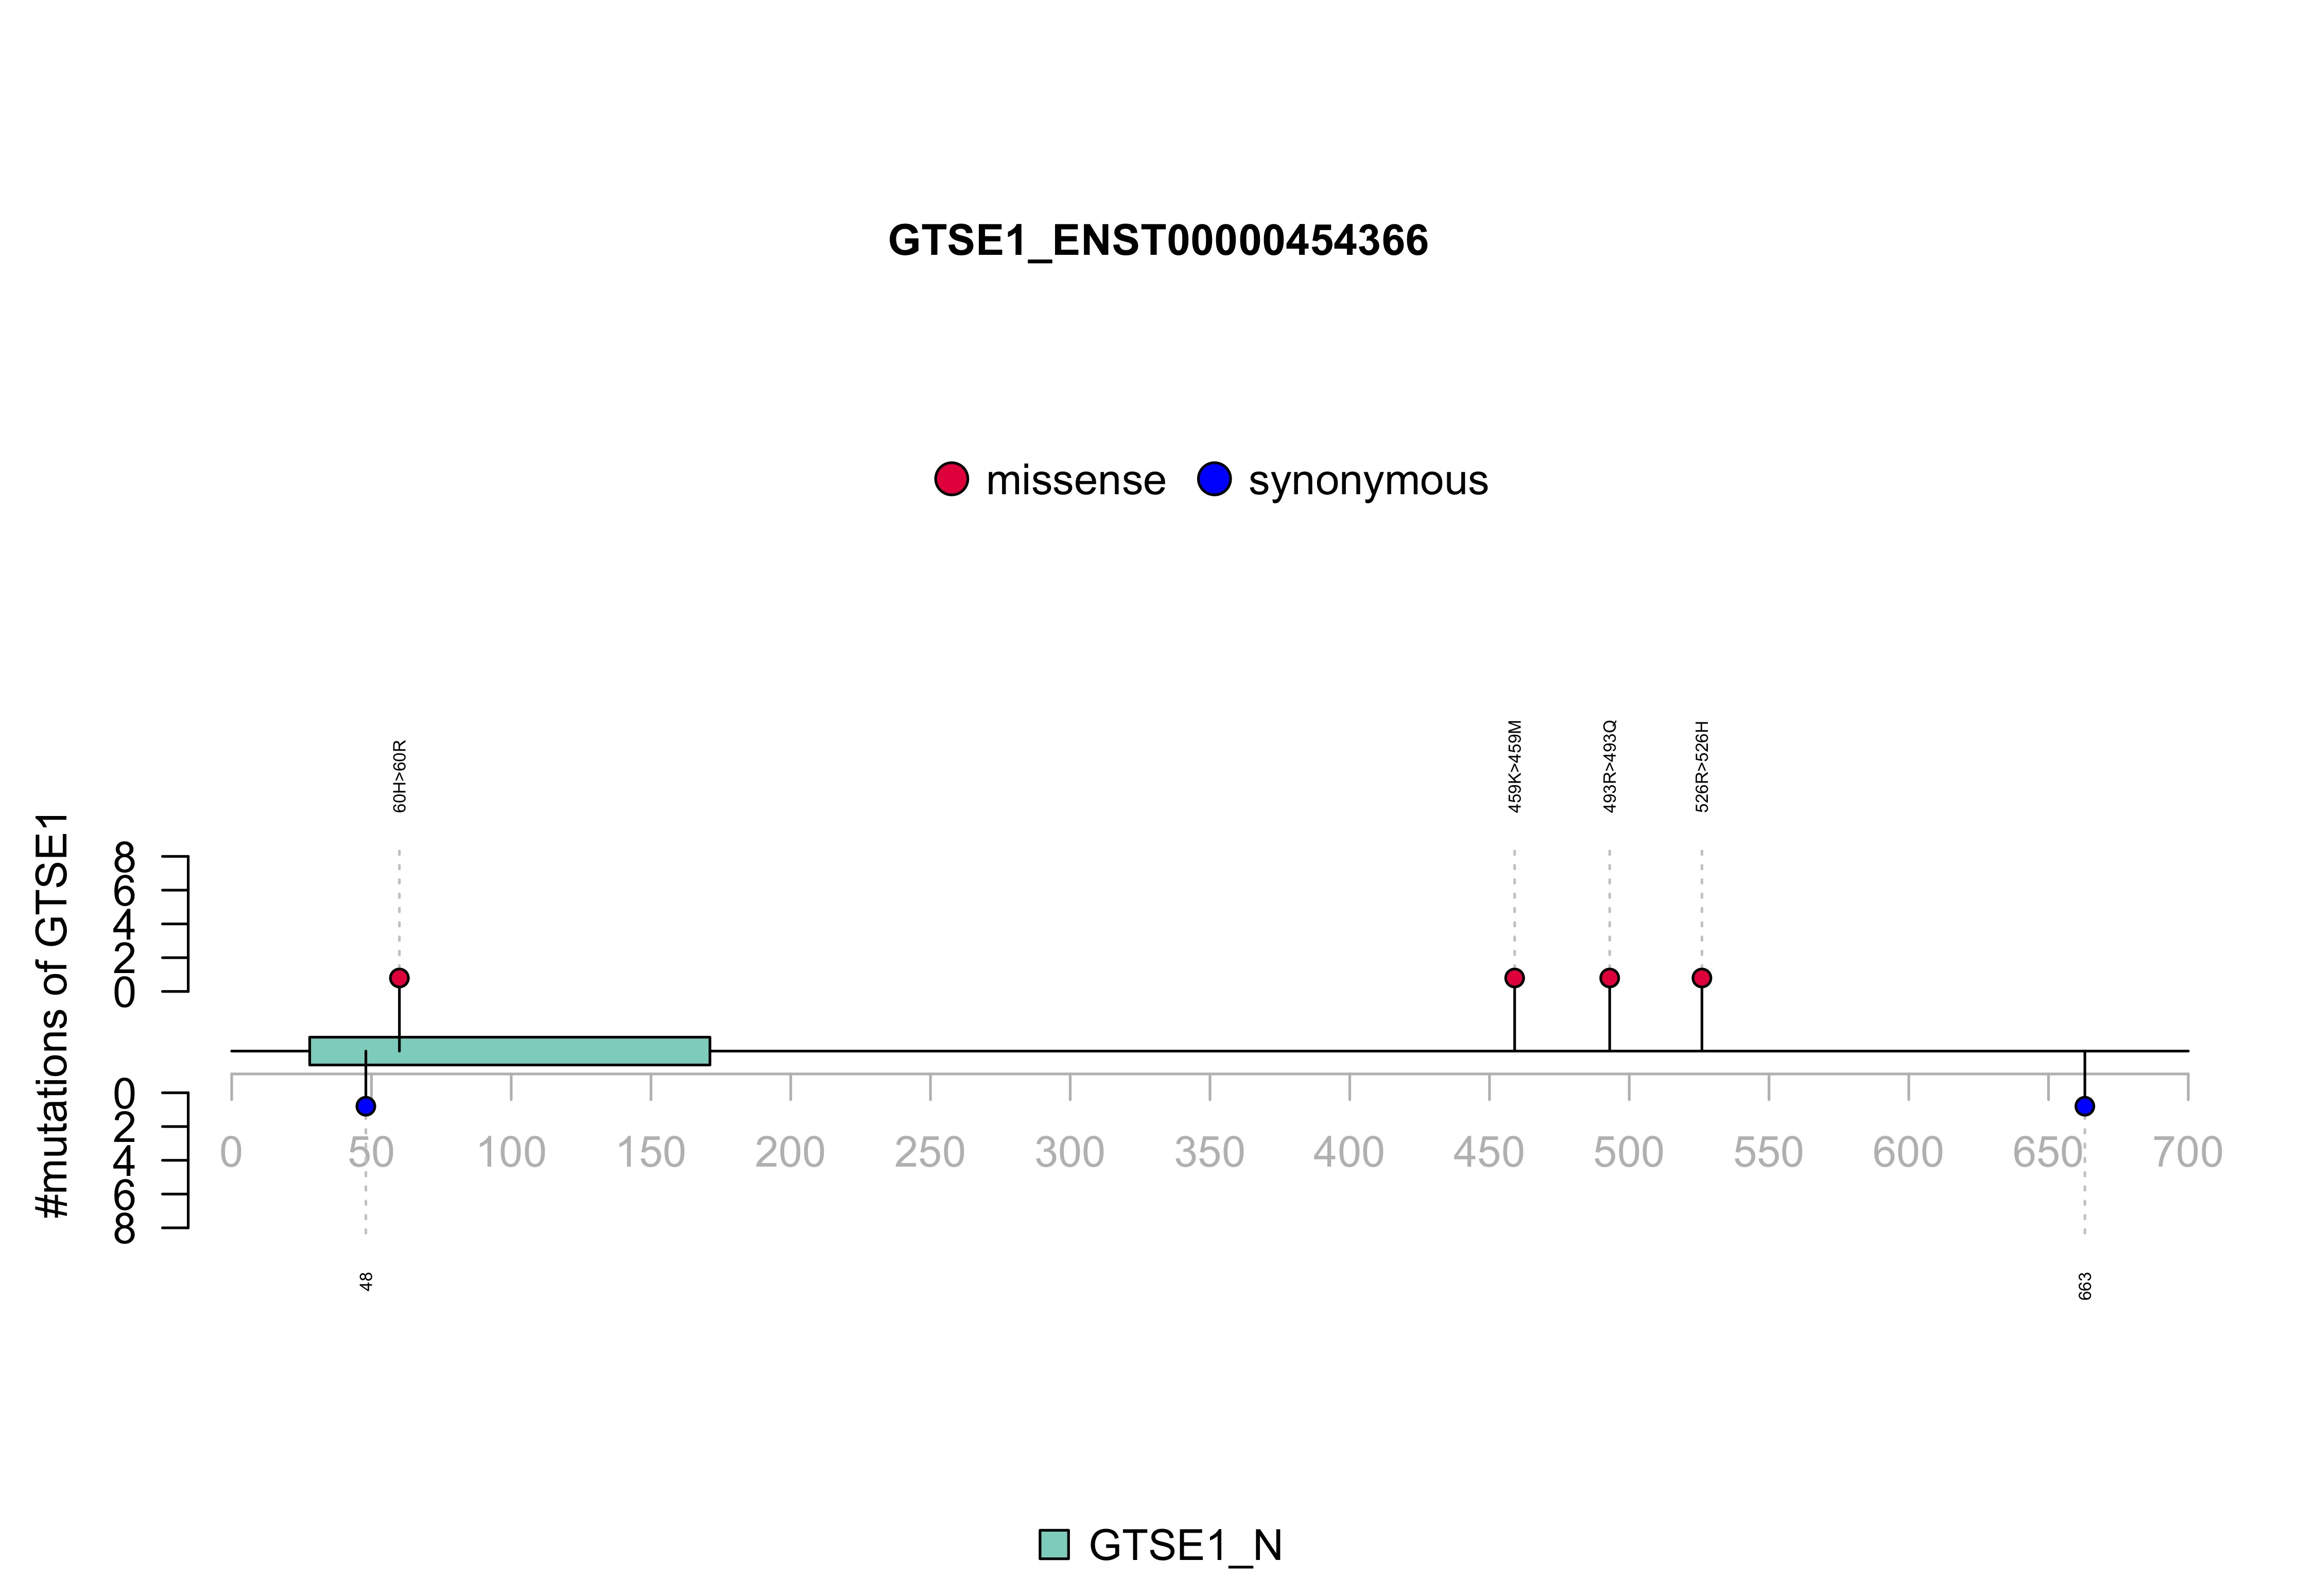 GTSE1_ENST00000454366
missense synonymous
60H>60R 459K>459M 493R>493Q 526R>526H
#mutations of GTSE1
8
6
4
2
0
0
2
4
6
8
0 50 100 150 200 250 300 350 400 450 500 550 600 650 700
48 663
GTSE1_N